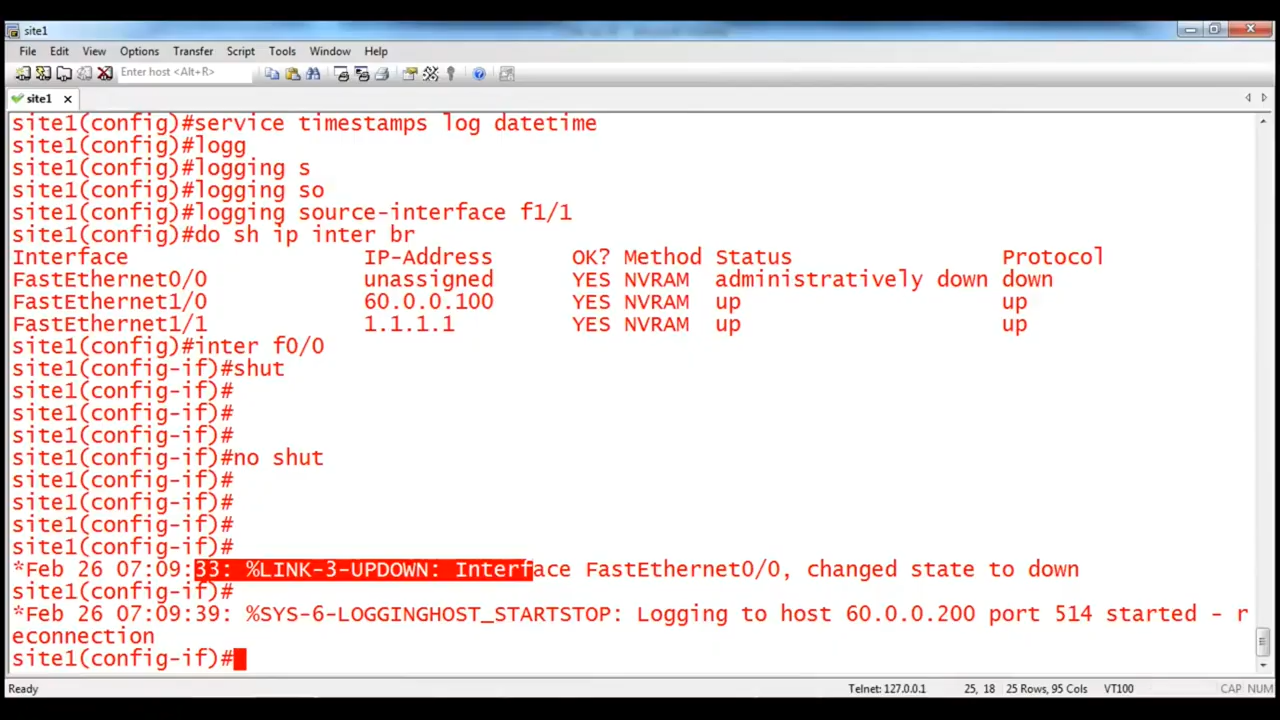 site1
File Edit View Options Transfer Script Tools Window Help
Enter host <Alt+R>
site1
site1(config)#service timestamps log datetime
site1(config)#logg
site1(config)#logging s
site1(config)#logging so
site1(config)#logging source-interface f1/1
site1(config)#do sh ip inter br
Interface IP-Address OK? Method Status Protocol
FastEthernet0/0 unassigned YES NVRAM administratively down down
FastEthernet1/0 60.0.0.100 YES NVRAM up up
FastEthernet1/1 1.1.1.1 YES NVRAM up up
site1(config)#inter f0/0
site1(config-if)#shut
site1(config-if)#
site1(config-if)#
site1(config-if)#
site1(config-if)#no shut
site1(config-if)#
site1(config-if)#
site1(config-if)#
site1(config-if)#
*Feb 26 07:09:33: %LINK-3-UPDOWN: Interface FastEthernet0/0, changed state to down
site1(config-if)#
*Feb 26 07:09:39: %SYS-6-LOGGINGHOST_STARTSTOP: Logging to host 60.0.0.200 port 514 started - r
econnection
site1(config-if)#
Ready Telnet: 127.0.0.1 25, 18 25 Rows, 95 Cols VT100 CAP NUM